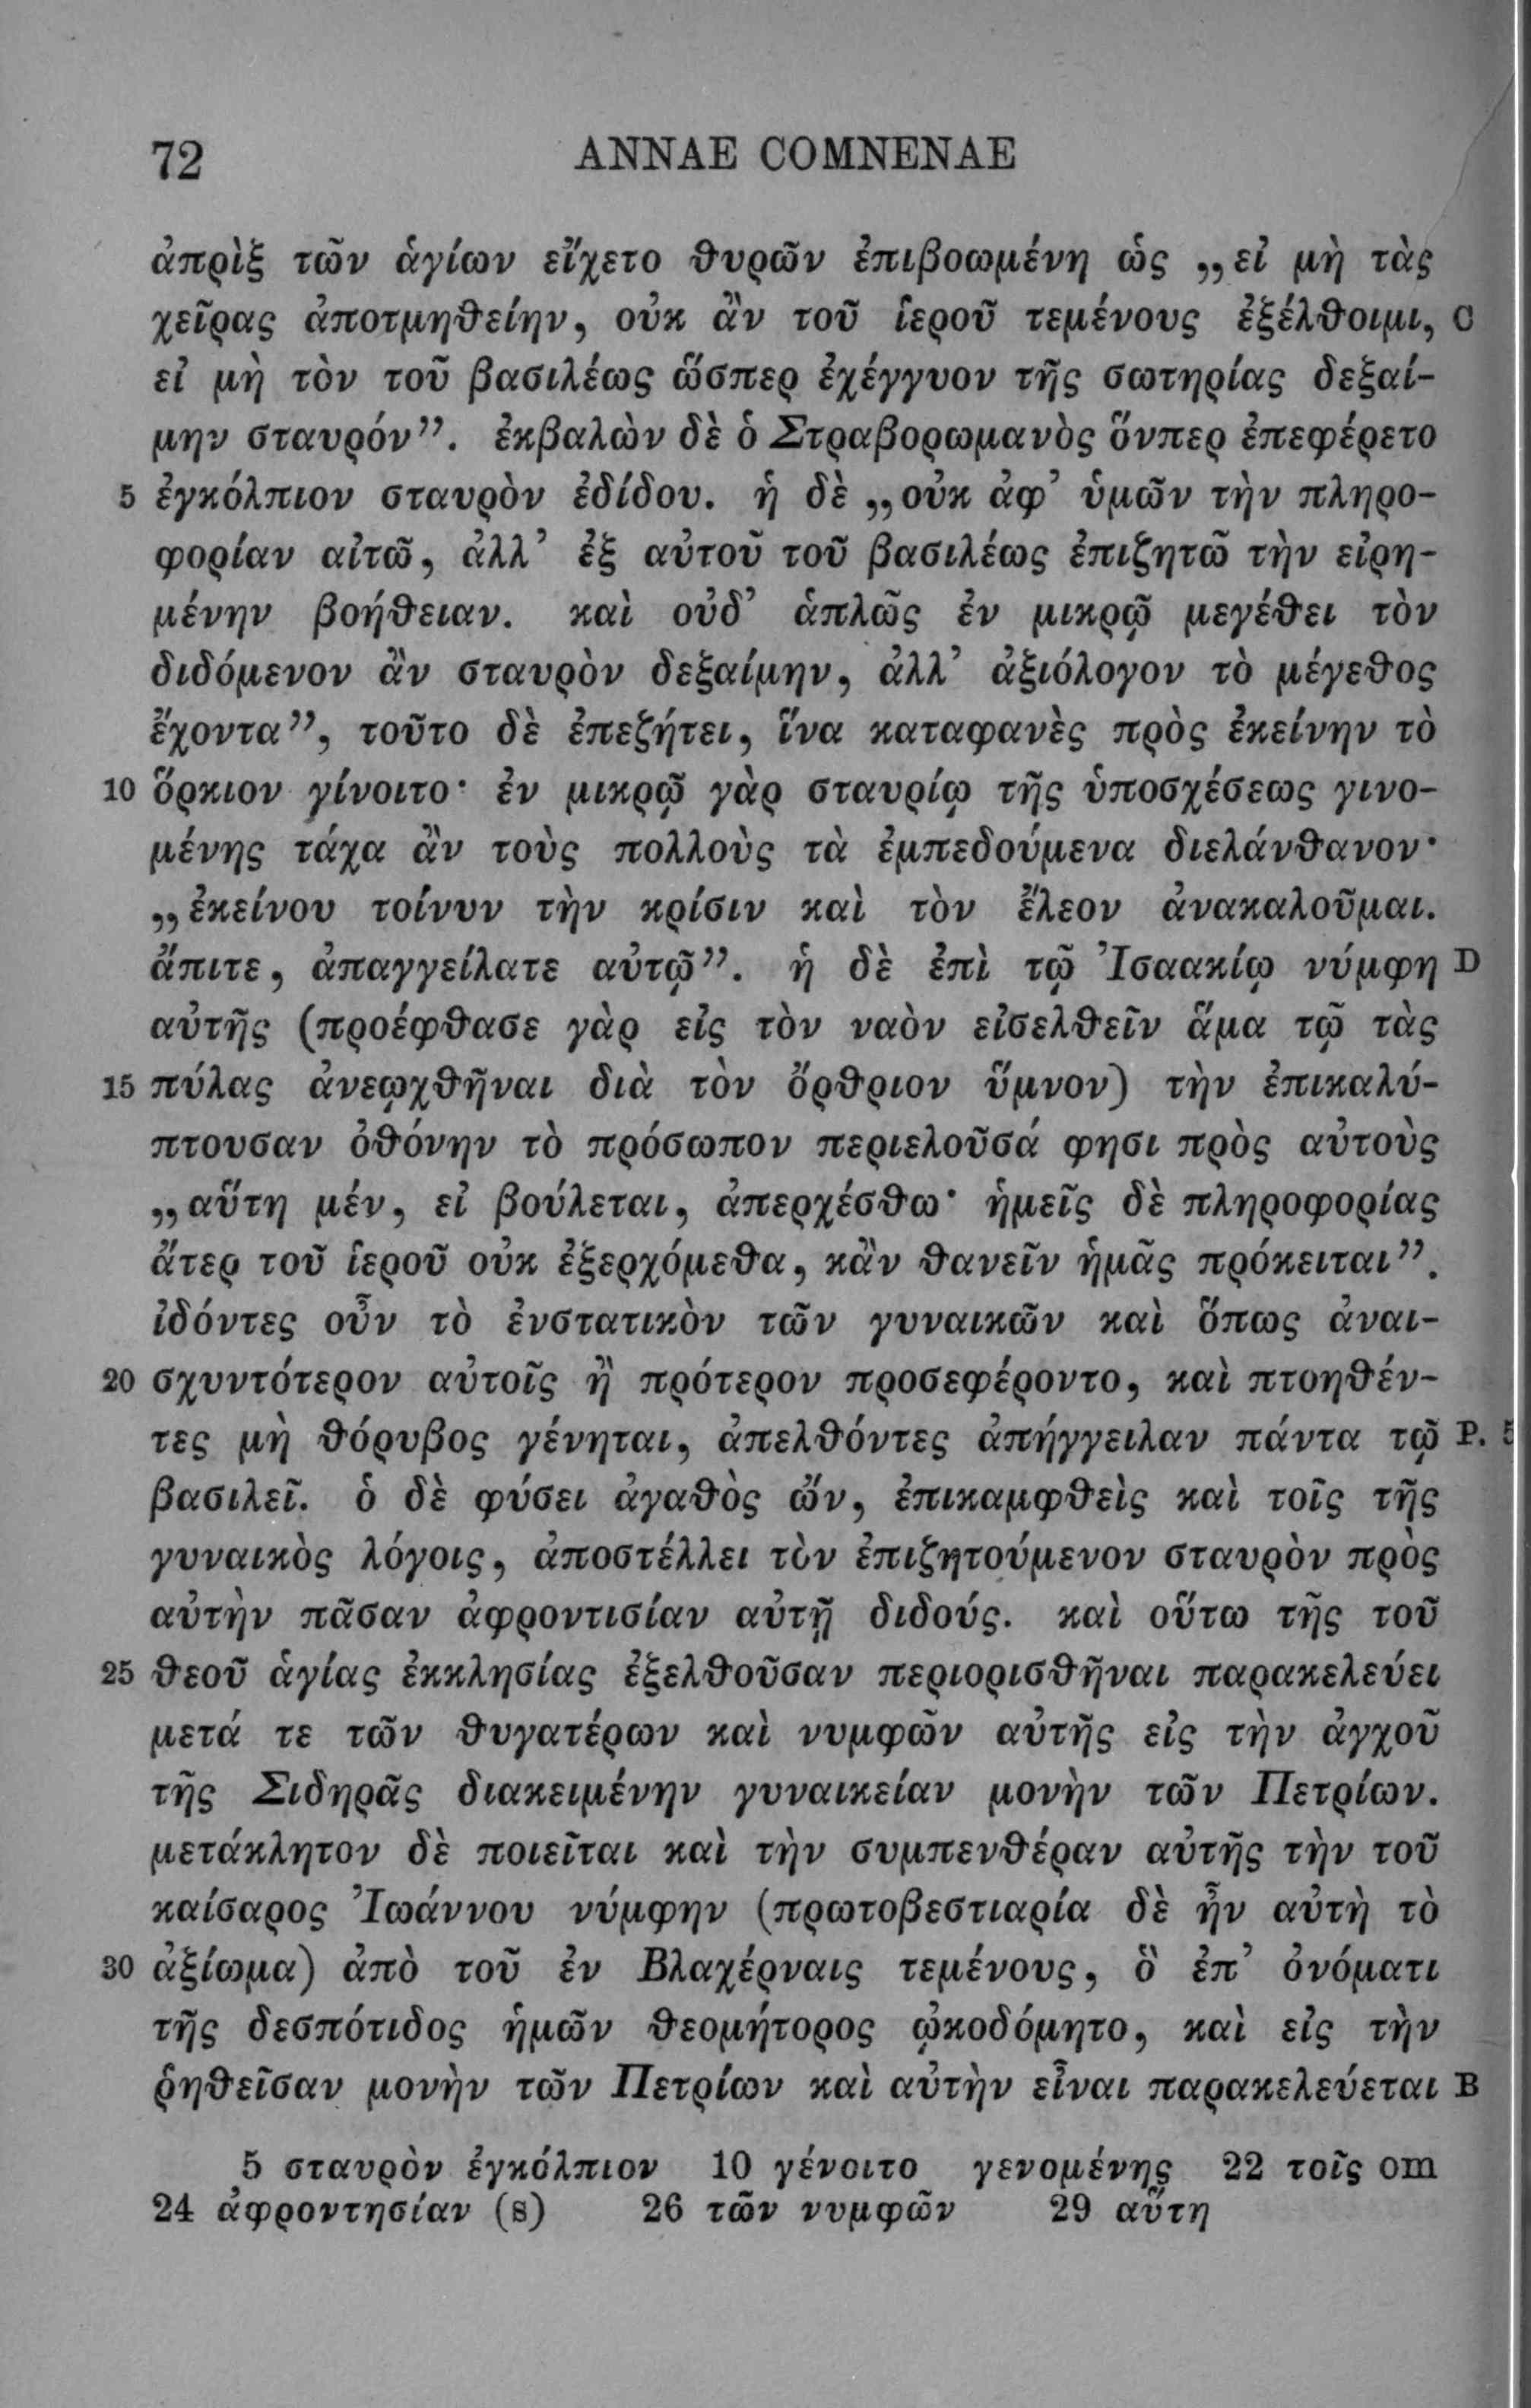 72 ANNAE COMNENAE
ἀπρὶξ τῶν ἁγίων εἴχετο θυρῶν ἐπιβοωμένη ὡς „εἰ μὴ τὰς
χεῖρας ἀποτμηθείην, οὐκ ἂν τοῦ ἱεροῦ τεμένους ἐξέλθοιμι, C
εἰ μὴ τὸν τοῦ βασιλέως ὥσπερ ἐχέγγυον τῆς σωτηρίας δεξαί-
μην σταυρόν”. ἐκβαλὼν δὲ ὁ Στραβορωμανὸς ὅνπερ ἐπεφέρετο
5 ἐγκόλπιον σταυρὸν ἐδίδου. ἡ δὲ „οὐκ ἀφ’ ὑμῶν τὴν πληρο-
φορίαν αἰτῶ, ἀλλ’ ἐξ αὐτοῦ τοῦ βασιλέως ἐπιζητῶ τὴν εἰρη-
μένην βοήθειαν. καὶ οὐδ’ ἁπλῶς ἐν μικρῷ μεγέθει τὸν
διδόμενον ἂν σταυρὸν δεξαίμην, ἀλλ’ ἀξιόλογον τὸ μέγεθος
ἔχοντα”, τοῦτο δὲ ἐπεζήτει, ἵνα καταφανὲς πρὸς ἐκείνην τὸ
10 ὅρκιον γίνοιτο· ἐν μικρῷ γὰρ σταυρίῳ τῆς ὑποσχέσεως γινο-
μένης τάχα ἂν τοὺς πολλοὺς τὰ ἐμπεδούμενα διελάνθανον·
„ἐκείνου τοίνυν τὴν κρίσιν καὶ τὸν ἔλεον ἀνακαλοῦμαι.
ἄπιτε, ἀπαγγείλατε αὐτῷ”. ἡ δὲ ἐπὶ τῷ Ἰσαακίῳ νύμφη D
αὐτῆς (προέφθασε γὰρ εἰς τὸν ναὸν εἰσελθεῖν ἅμα τῷ τὰς
15 πύλας ἀνεῳχθῆναι διὰ τὸν ὄρθριον ὕμνον) τὴν ἐπικαλύ-
πτουσαν ὀθόνην τὸ πρόσωπον περιελοῦσά φησι πρὸς αὐτοὺς
„αὕτη μέν, εἰ βούλεται, ἀπερχέσθω· ἡμεῖς δὲ πληροφορίας
ἄτερ τοῦ ἱεροῦ οὐκ ἐξερχόμεθα, κἂν θανεῖν ἡμᾶς πρόκειται”.
ἰδόντες οὖν τὸ ἐνστατικὸν τῶν γυναικῶν καὶ ὅπως ἀναι-
20 σχυντότερον αὐτοῖς ἢ πρότερον προσεφέροντο, καὶ πτοηθέν-
τες μὴ θόρυβος γένηται, ἀπελθόντες ἀπήγγειλαν πάντα τῷ P. 5
βασιλεῖ. ὁ δὲ φύσει ἀγαθὸς ὤν, ἐπικαμφθεὶς καὶ τοῖς τῆς
γυναικὸς λόγοις, ἀποστέλλει τὸν ἐπιζητούμενον σταυρὸν πρὸς
αὐτὴν πᾶσαν ἀφροντισίαν αὐτῇ διδούς. καὶ οὕτω τῆς τοῦ
25 θεοῦ ἁγίας ἐκκλησίας ἐξελθοῦσαν περιορισθῆναι παρακελεύει
μετά τε τῶν θυγατέρων καὶ νυμφῶν αὐτῆς εἰς τὴν ἀγχοῦ
τῆς Σιδηρᾶς διακειμένην γυναικείαν μονὴν τῶν Πετρίων.
μετάκλητον δὲ ποιεῖται καὶ τὴν συμπενθέραν αὐτῆς τὴν τοῦ
καίσαρος Ἰωάννου νύμφην (πρωτοβεστιαρία δὲ ἦν αὐτὴ τὸ
30 ἀξίωμα) ἀπὸ τοῦ ἐν Βλαχέρναις τεμένους, ὃ ἐπ’ ὀνόματι
τῆς δεσπότιδος ἡμῶν θεομήτορος ᾠκοδόμητο, καὶ εἰς τὴν
ῥηθεῖσαν μονὴν τῶν Πετρίων καὶ αὐτὴν εἶναι παρακελεύεται B
5 σταυρὸν ἐγκόλπιον 10 γένοιτο γενομένης 22 τοῖς om
24 ἀφροντησίαν (s) 26 τῶν νυμφῶν 29 αὕτη